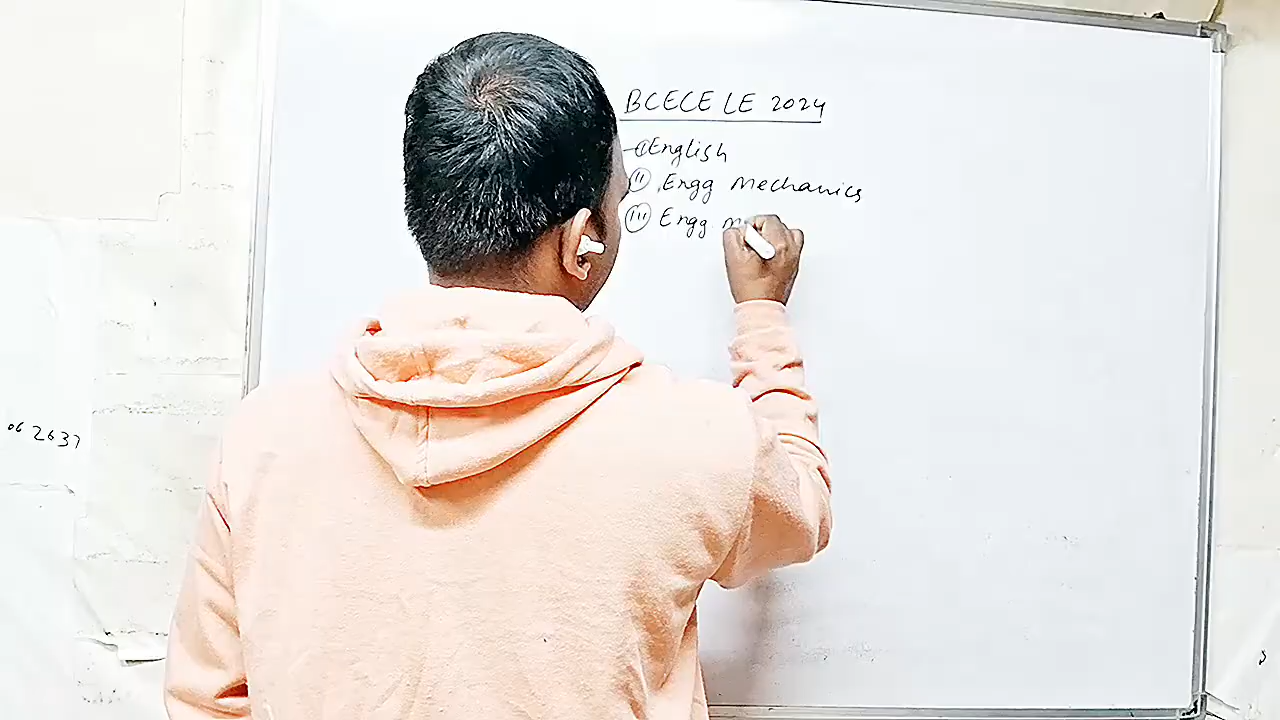 BCECE LE 2024
(i) English
(ii) Engg Mechanics
(iii) Engg m
06 2637